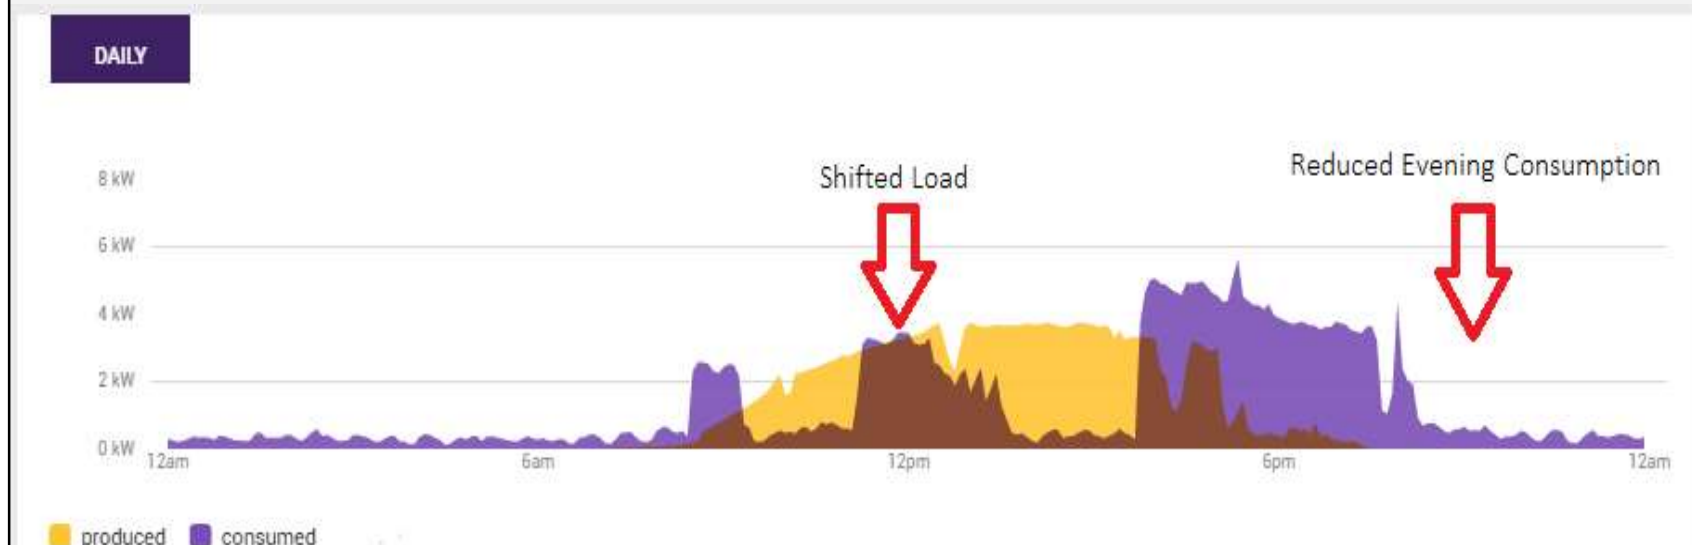 DAILY
Shifted Load
Reduced Evening Consumption
8 kW
6 kW
4 kW
2 kW
0 kW
12am 6am 12pm 6pm 12am
produced consumed